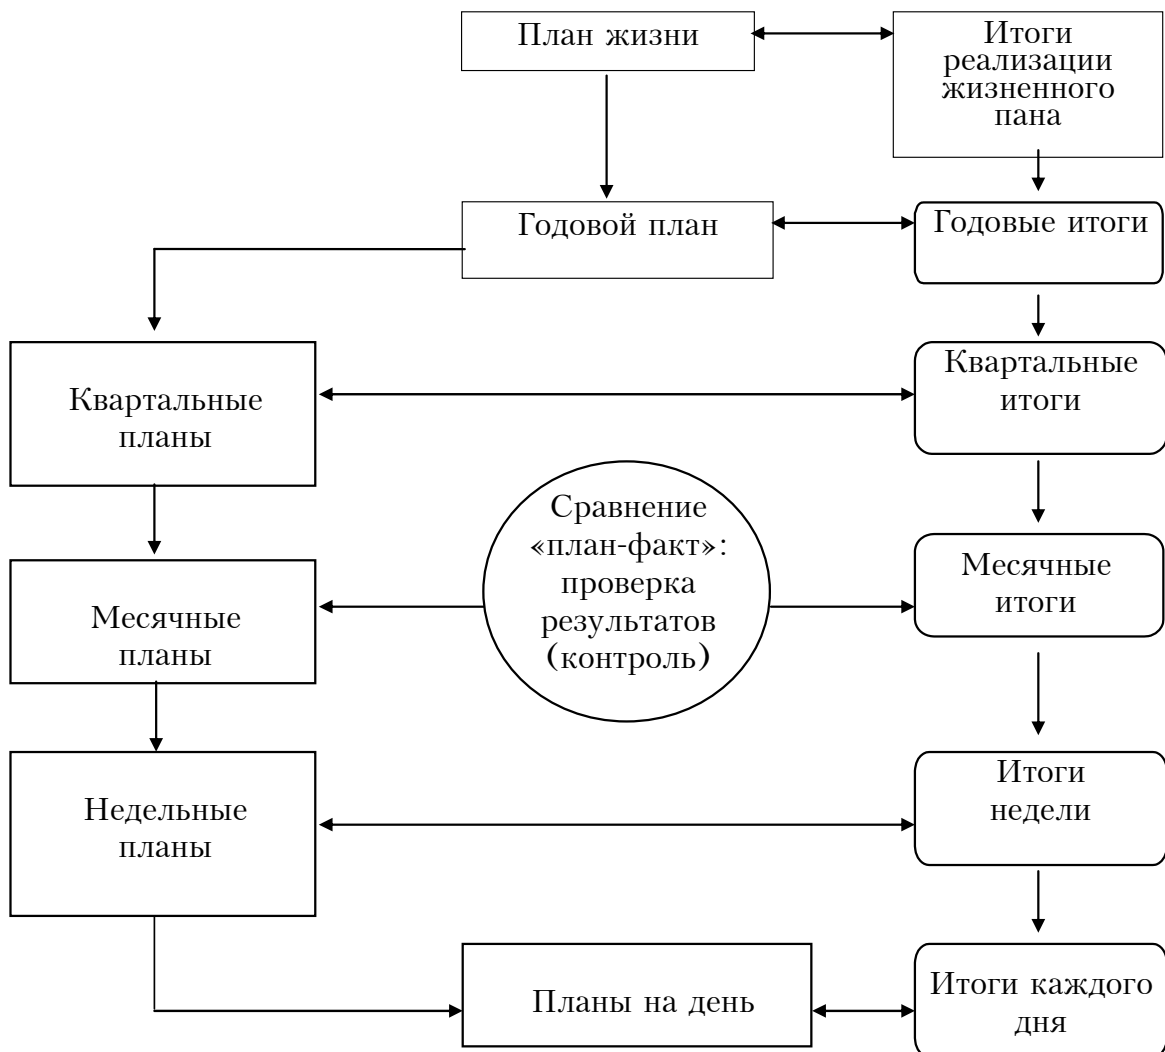 План жизни
Итоги
реализации
жизненного
пана
Годовой план
Годовые итоги
Квартальные
планы
Квартальные
итоги
Сравнение
«план-факт»:
проверка
результатов
(контроль)
Месячные
планы
Месячные
итоги
Недельные
планы
Итоги
недели
Планы на день
Итоги каждого
дня